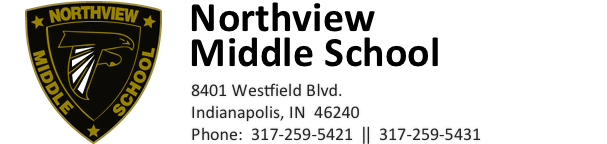 NORTHVIEW
MIDDLE
SCHOOL
Northview
Middle School
8401 Westfield Blvd.
Indianapolis, IN 46240
Phone: 317-259-5421 || 317-259-5431